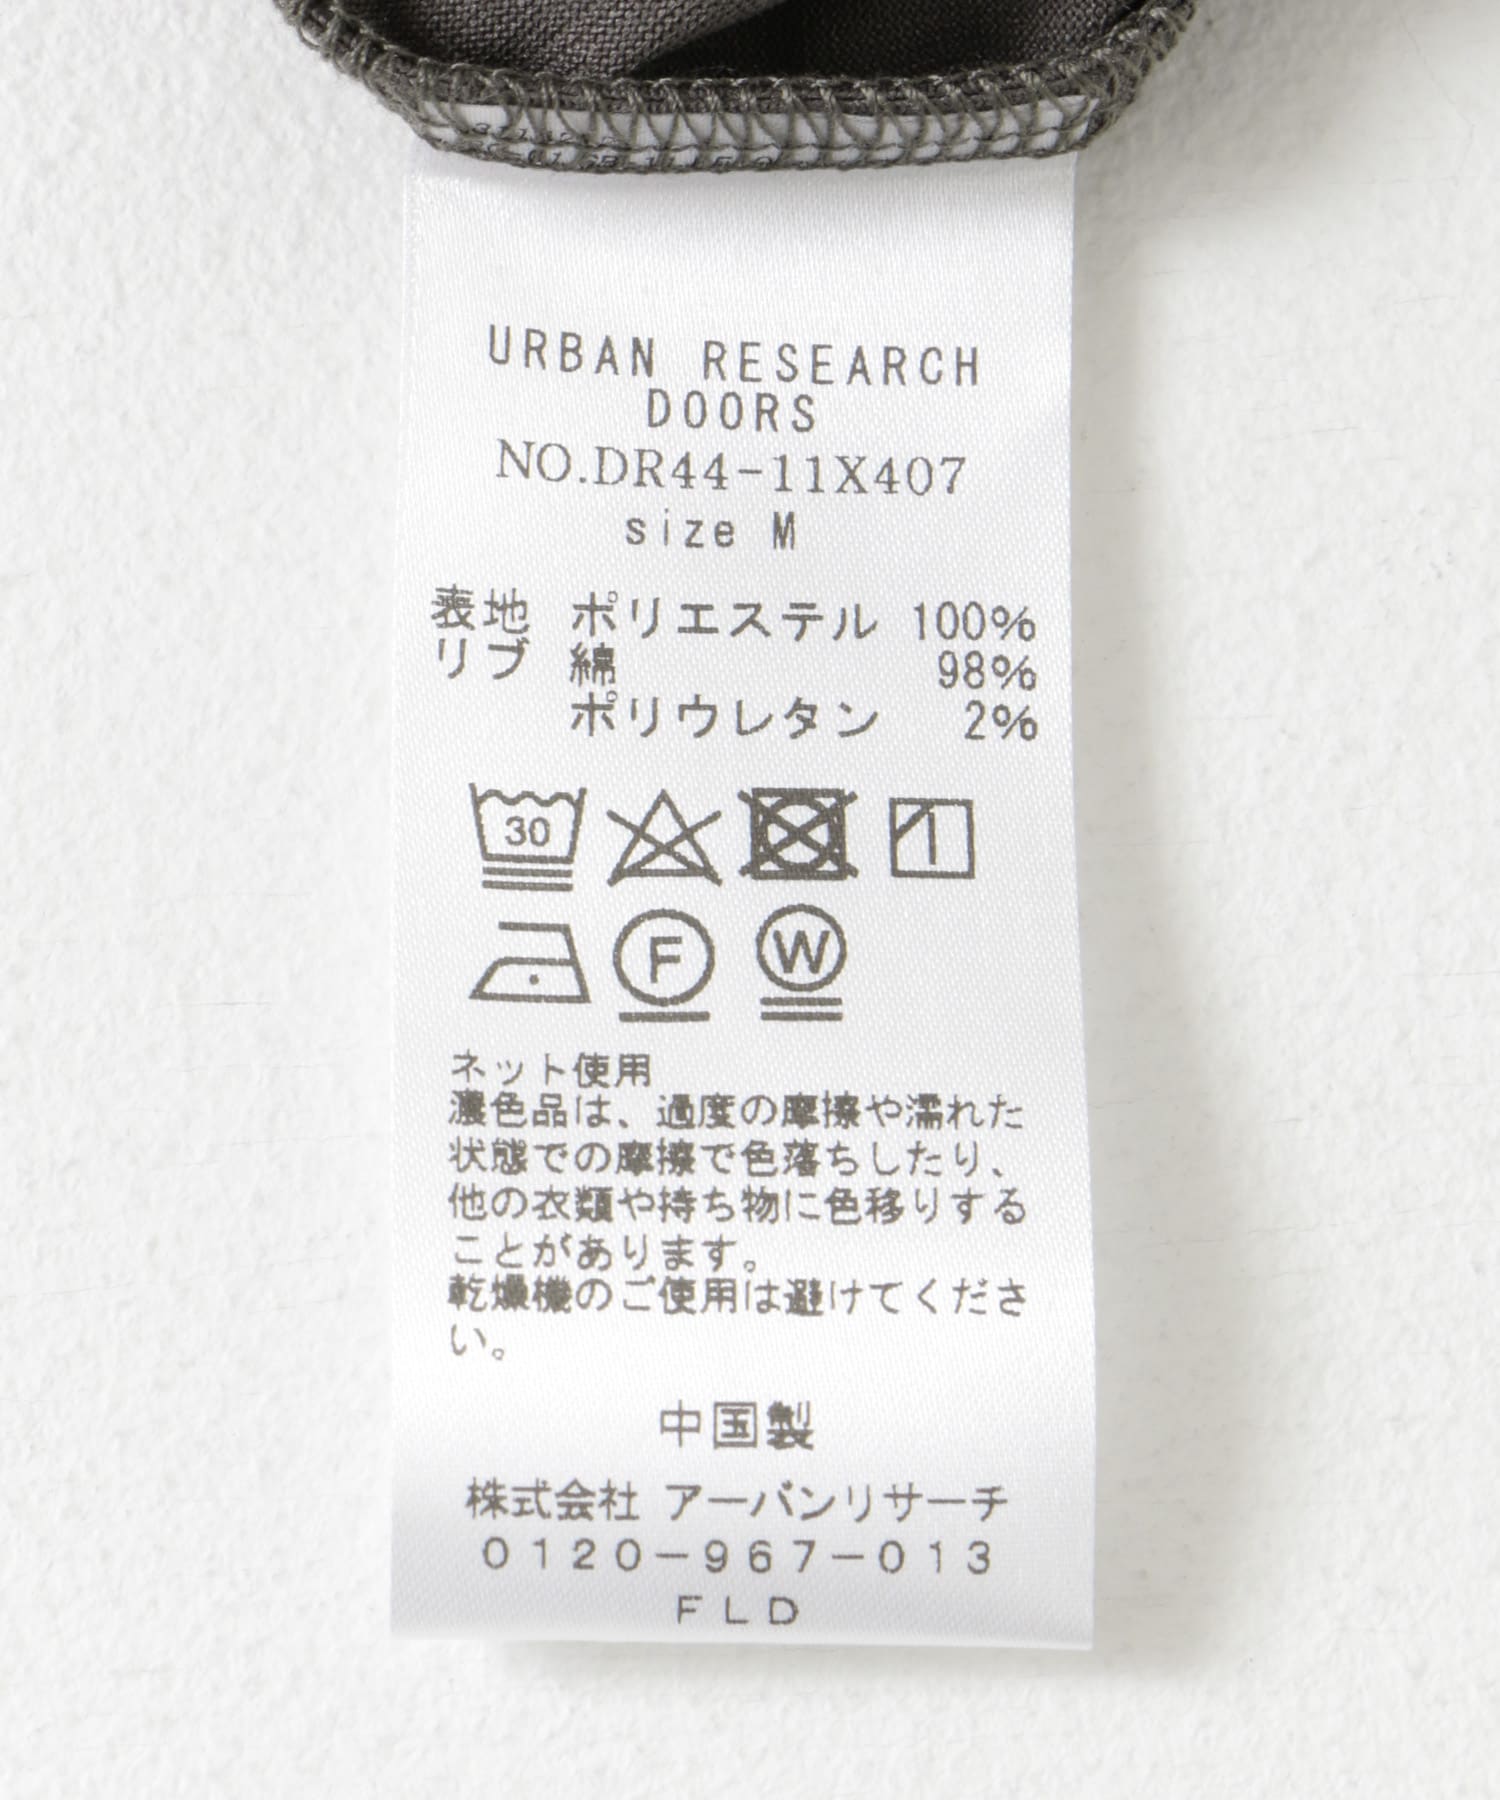 URBAN RESEARCH
DOORS
NO.DR44-11X407
size M
表地 ポリエステル 100%
リブ 綿 98%
ポリウレタン 2%
30
F W
ネット使用
濃色品は、過度の摩擦や濡れた
状態での摩擦で色落ちしたり、
他の衣類や持ち物に色移りする
ことがあります。
乾燥機のご使用は避けてくださ
い。
中国製
株式会社 アーバンリサーチ
0120-967-013
FLD